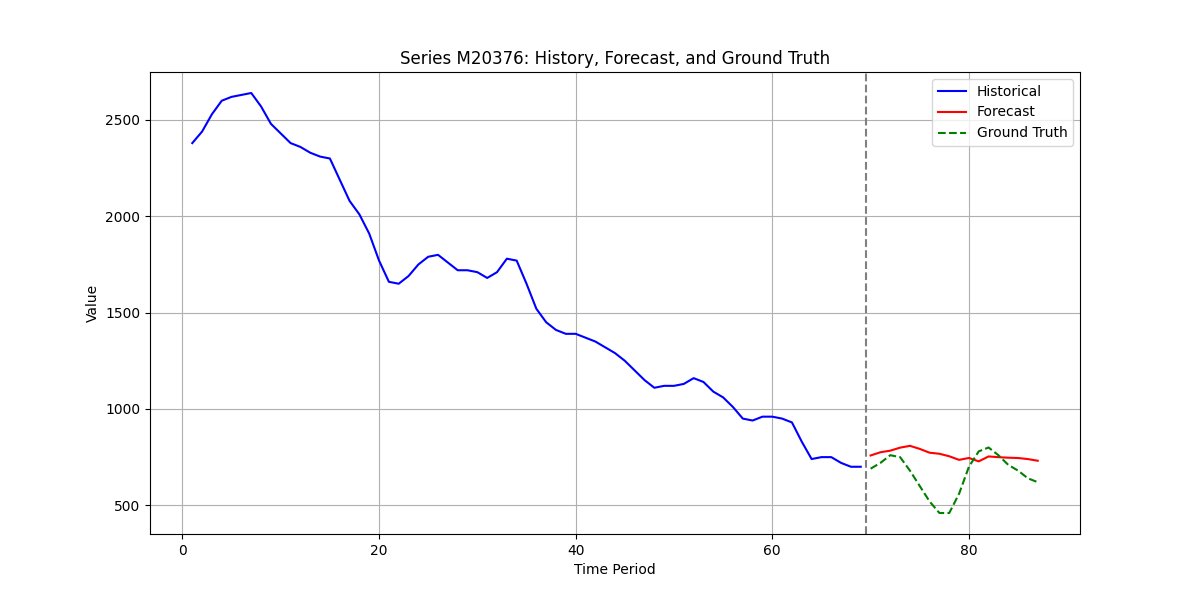 Series M20376: History, Forecast, and Ground Truth
Historical
Forecast
Ground Truth
Value
2500
2000
1500
1000
500
0
20
40
60
80
Time Period